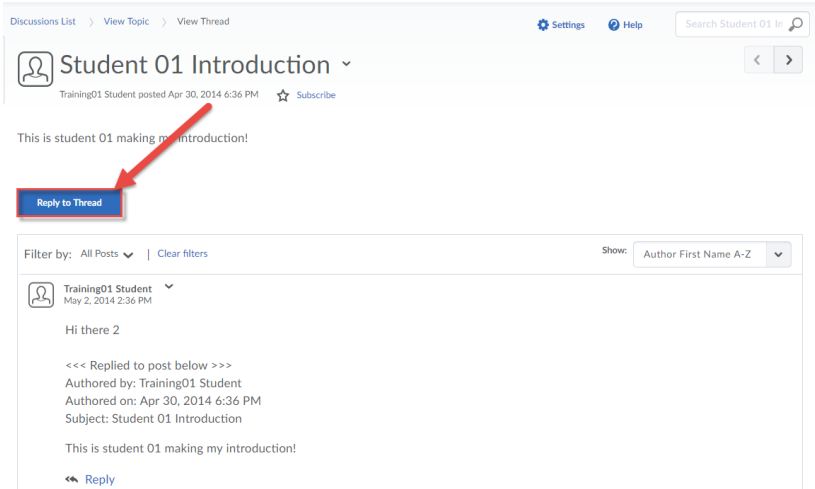 Discussions List > View Topic > View Thread
Settings
Help
Search Student 01 In
Student 01 Introduction
Training01 Student posted Apr 30, 2014 6:36 PM
Subscribe
This is student 01 making my introduction!
Reply to Thread
Filter by: All Posts | Clear filters
Show: Author First Name A-Z
Training01 Student
May 2, 2014 2:36 PM
Hi there 2
<<< Replied to post below >>>
Authored by: Training01 Student
Authored on: Apr 30, 2014 6:36 PM
Subject: Student 01 Introduction
This is student 01 making my introduction!
Reply